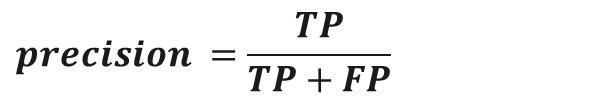 precision = TP / TP + FP